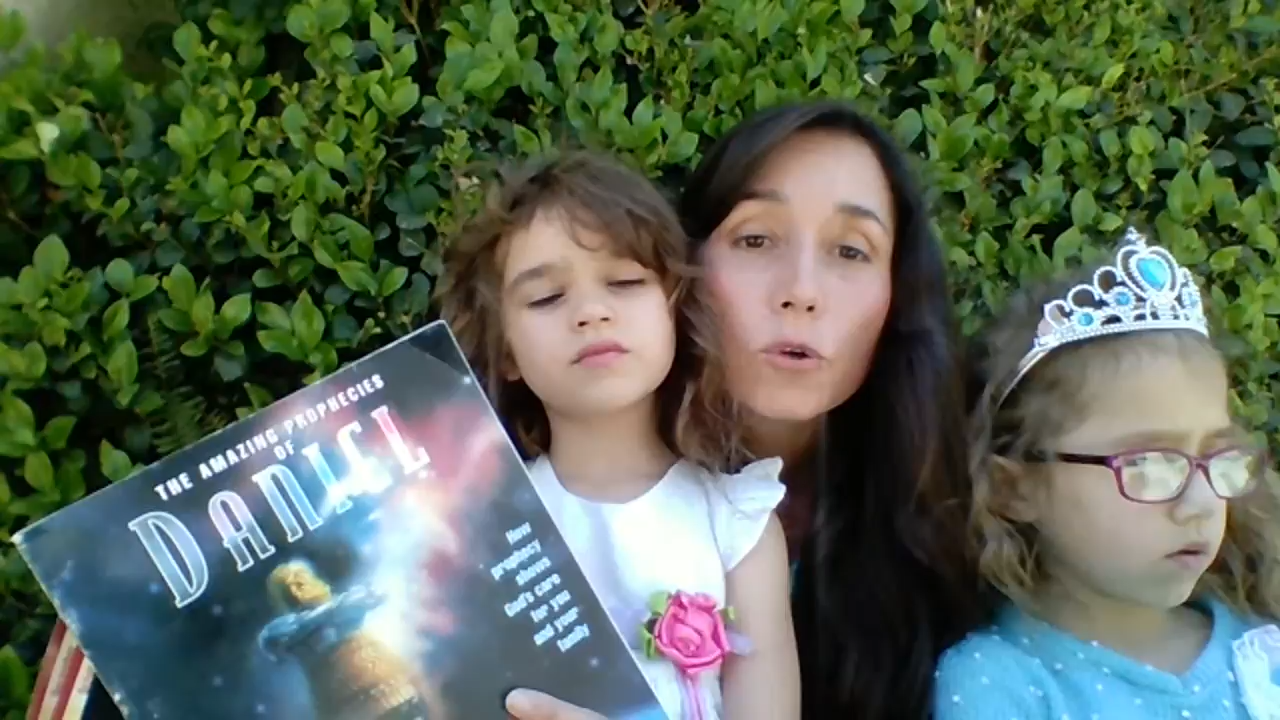 THE AMAZING PROPHECIES
OF
DANIEL
How
prophecy
shows
God's care
for you
and your
family